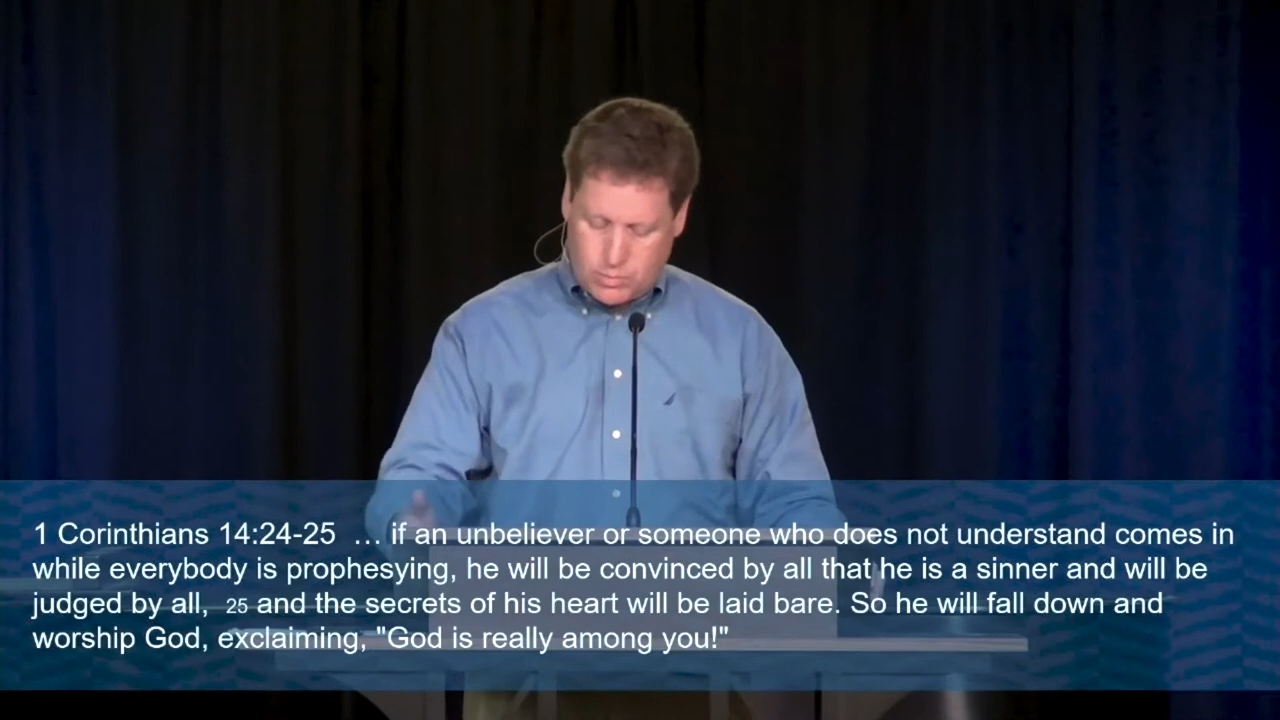 1 Corinthians 14:24-25 … if an unbeliever or someone who does not understand comes in
while everybody is prophesying, he will be convinced by all that he is a sinner and will be
judged by all, 25 and the secrets of his heart will be laid bare. So he will fall down and
worship God, exclaiming, "God is really among you!"